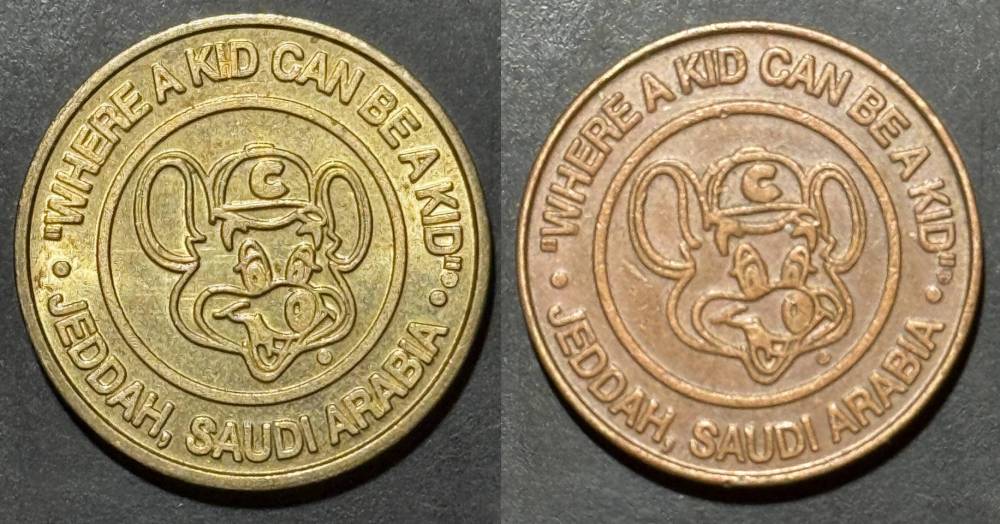 "WHERE A KID CAN BE A KID"®
C
• JEDDAH, SAUDI ARABIA •
"WHERE A KID CAN BE A KID"®
C
• JEDDAH, SAUDI ARABIA •